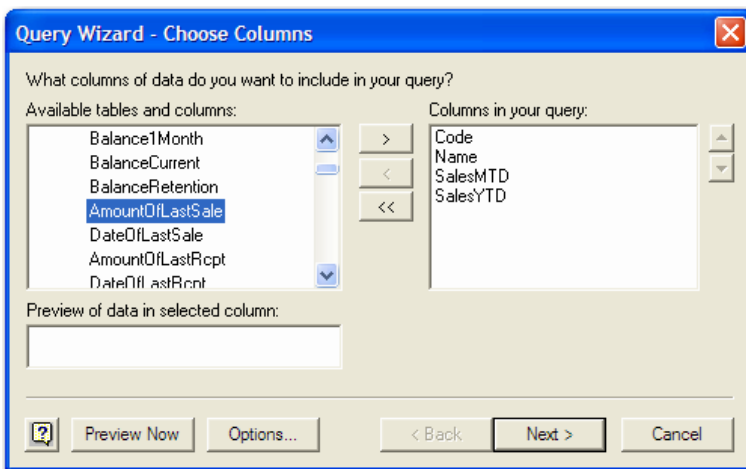 Query Wizard - Choose Columns
What columns of data do you want to include in your query?
Available tables and columns:
Balance1Month
BalanceCurrent
BalanceRetention
AmountOfLastSale
DateOfLastSale
AmountOfLastRcpt
DateOfLastRcpt
>
<
<<
Columns in your query:
Code
Name
SalesMTD
SalesYTD
Preview of data in selected column:
?
Preview Now
Options...
< Back
Next >
Cancel